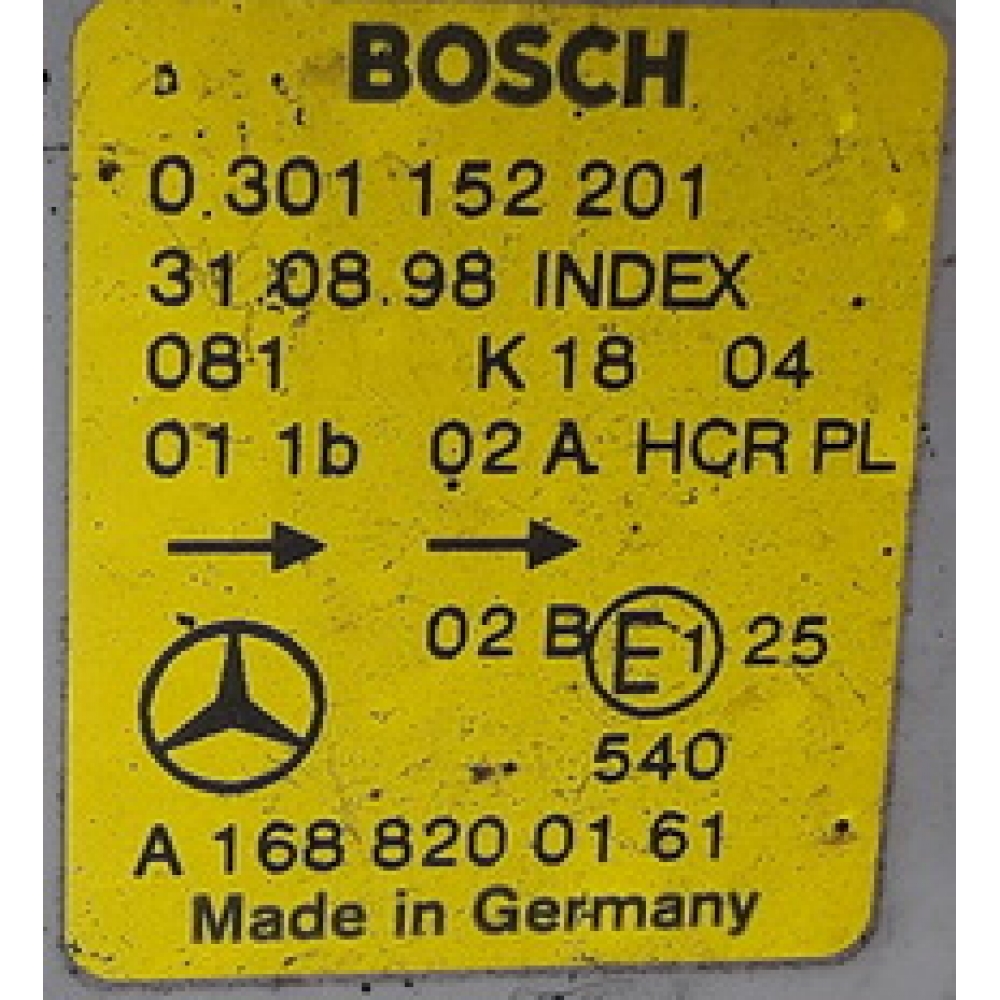 BOSCH
0 301 152 201
31.08.98 INDEX
081 K 18 04
01 1b 02 A HCR PL
02 B E1 25
540
A 168 820 01 61
Made in Germany